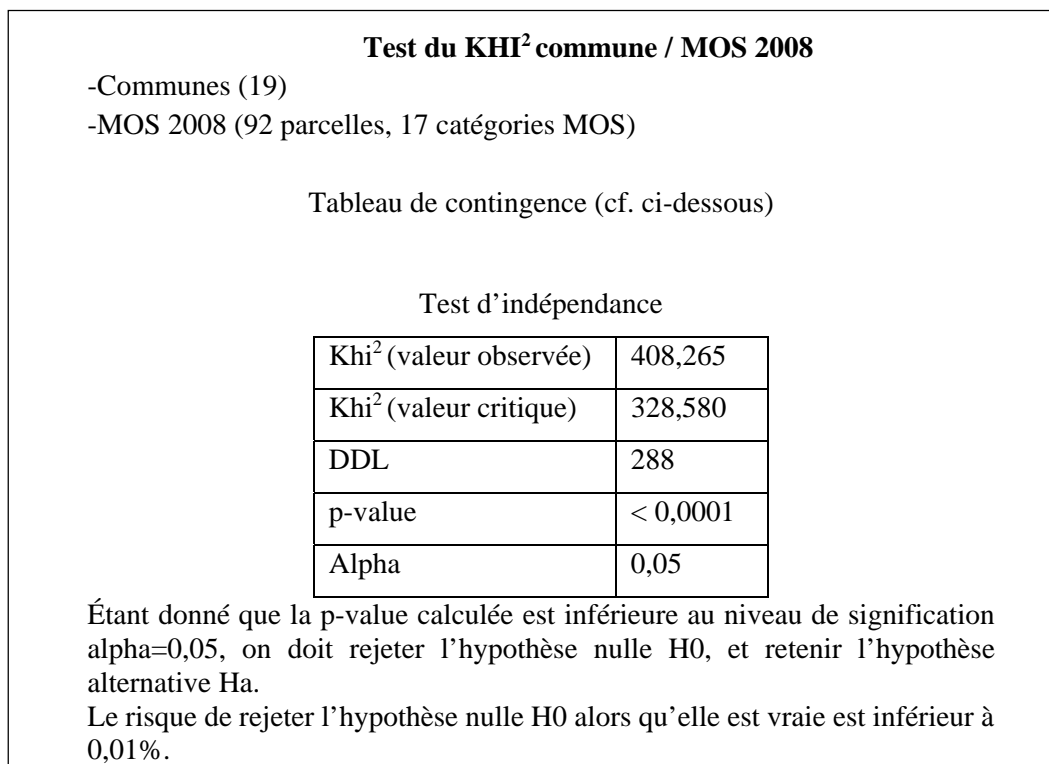 Test du KHI² commune / MOS 2008
-Communes (19)
-MOS 2008 (92 parcelles, 17 catégories MOS)
Tableau de contingence (cf. ci-dessous)
Test d’indépendance
Khi² (valeur observée) 408,265
Khi² (valeur critique) 328,580
DDL 288
p-value < 0,0001
Alpha 0,05
Étant donné que la p-value calculée est inférieure au niveau de signification
alpha=0,05, on doit rejeter l’hypothèse nulle H0, et retenir l’hypothèse
alternative Ha.
Le risque de rejeter l’hypothèse nulle H0 alors qu’elle est vraie est inférieur à
0,01%.